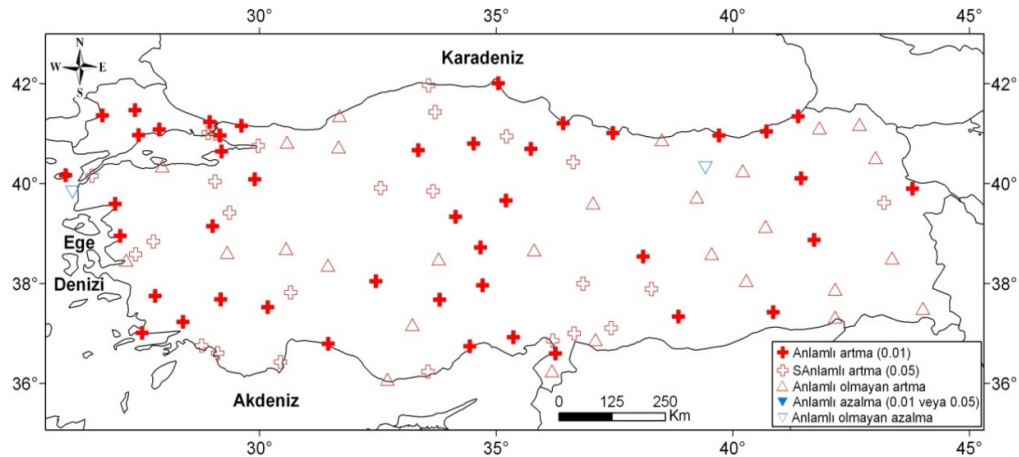 30° 35° 40° 45°
N
W E
S
Karadeniz
42° 42°
40° 40°
Ege
Denizi
38° 38°
36° 36°
Akdeniz
Anlamlı artma (0.01)
SAnlamlı artma (0.05)
Anlamlı olmayan artma
Anlamlı azalma (0.01 veya 0.05)
Anlamlı olmayan azalma
0 125 250
Km
30° 35° 40° 45°